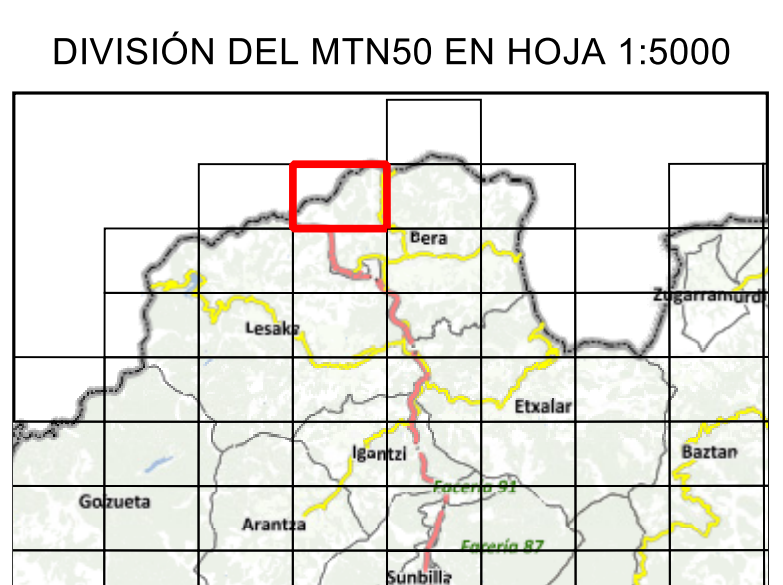 DIVISIÓN DEL MTN50 EN HOJA 1:5000
Bera
Zugarramurdi
Lesaka
Etxalar
Igantzi
Baztan
Facería 91
Goizueta
Arantza
Facería 87
Sunbilla